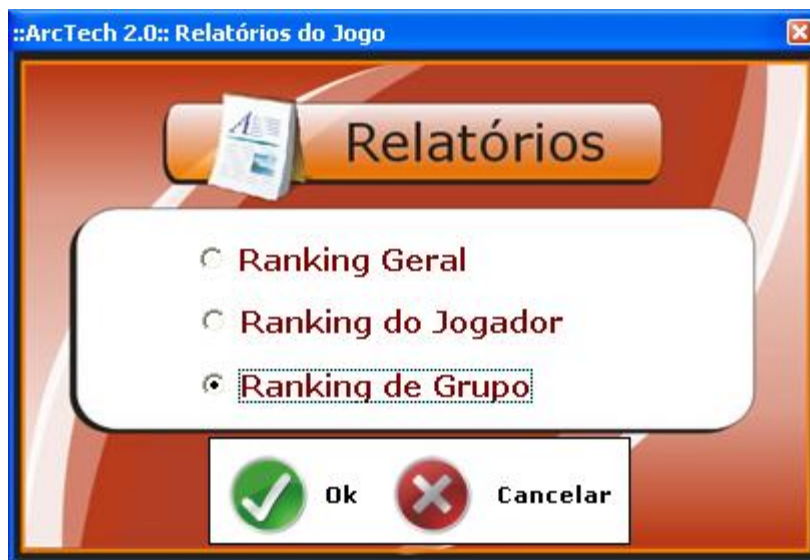 ::ArcTech 2.0:: Relatórios do Jogo
Relatórios
Ranking Geral
Ranking do Jogador
Ranking de Grupo
Ok Cancelar